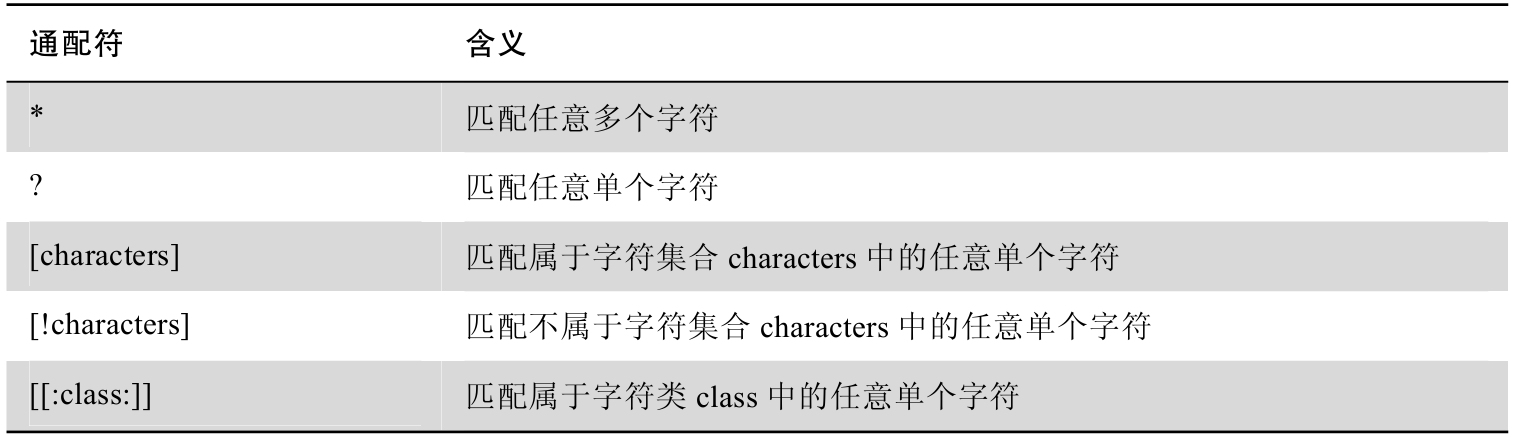 通配符 含义
* 匹配任意多个字符
? 匹配任意单个字符
[characters] 匹配属于字符集合 characters 中的任意单个字符
[!characters] 匹配不属于字符集合 characters 中的任意单个字符
[[:class:]] 匹配属于字符类 class 中的任意单个字符